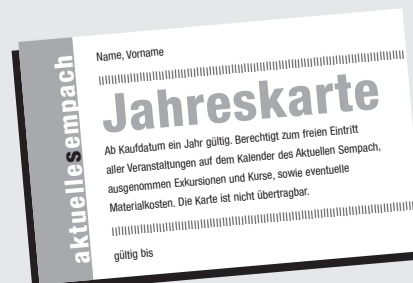 aktuellesempach
Name, Vorname
Jahreskarte
Ab Kaufdatum ein Jahr gültig. Berechtigt zum freien Eintritt
aller Veranstaltungen auf dem Kalender des Aktuellen Sempach,
ausgenommen Exkursionen und Kurse, sowie eventuelle
Materialkosten. Die Karte ist nicht übertragbar.
gültig bis